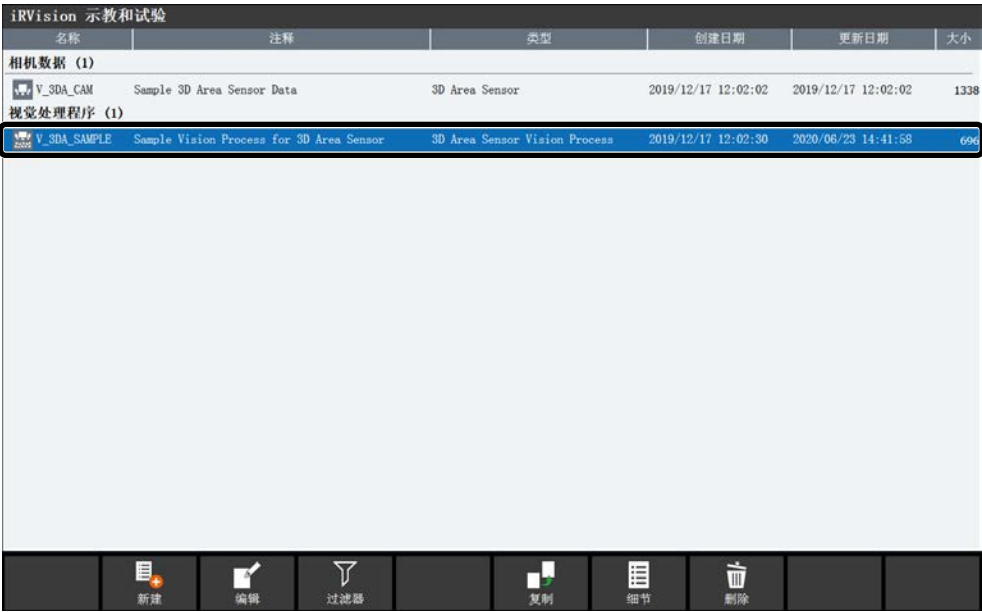 iRVision 示教和试验
名称 注释 类型 创建日期 更新日期 大小
相机数据 (1)
V_3DA_CAM Sample 3D Area Sensor Data 3D Area Sensor 2019/12/17 12:02:02 2019/12/17 12:02:02 1338
视觉处理程序 (1)
V_3DA_SAMPLE Sample Vision Process for 3D Area Sensor 3D Area Sensor Vision Process 2019/12/17 12:02:30 2020/06/23 14:41:58 696
新建 编辑 过滤器 复制 细节 删除